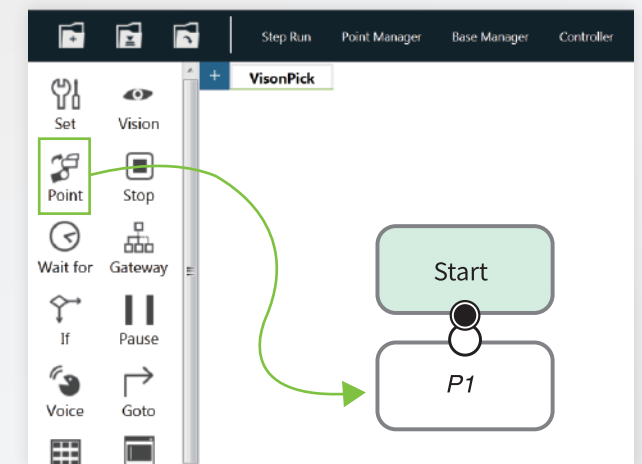 Step Run Point Manager Base Manager Controller
+ VisonPick
Set Vision
Point Stop
Wait for Gateway
If Pause
Voice Goto
Start
P1